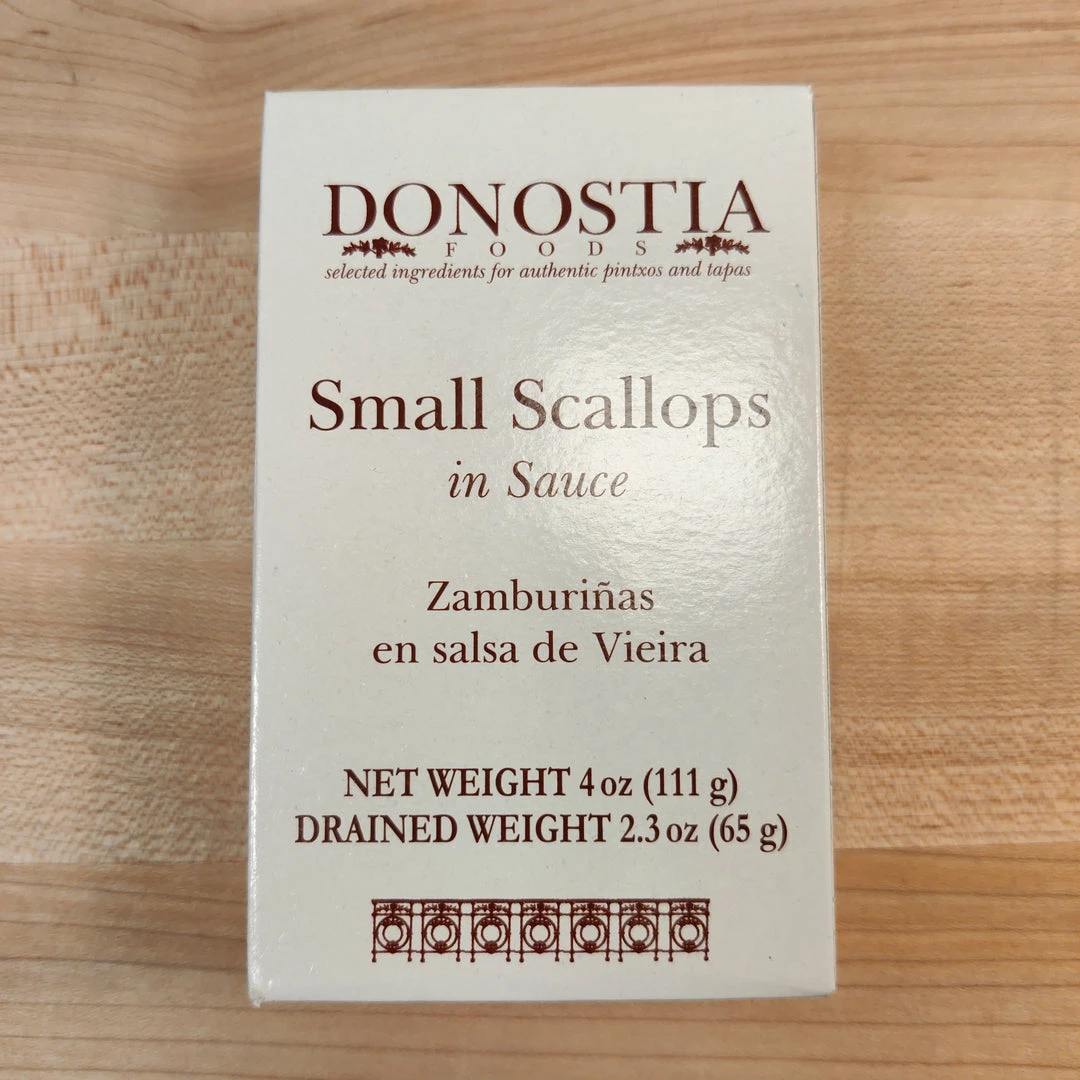 DONOSTIA
FOODS
selected ingredients for authentic pintxos and tapas
Small Scallops
in Sauce
Zamburiñas
en salsa de Vieira
NET WEIGHT 4 oz (111 g)
DRAINED WEIGHT 2.3 oz (65 g)